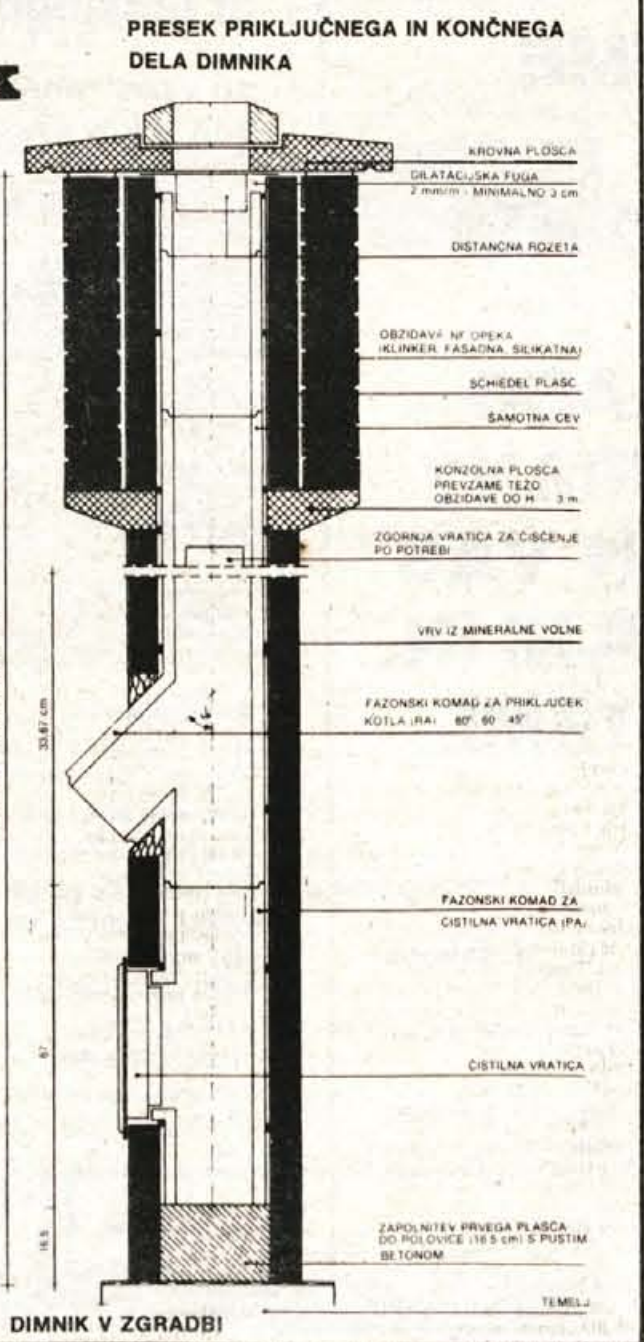 PRESEK PRIKLJUČNEGA IN KONČNEGA
DELA DIMNIKA
KROVNA PLOŠČA
DILATACIJSKA FUGA
2 mm/m - MINIMALNO 3 cm
DISTANČNA ROZETA
OBZIDAVA NF OPEKA
(KLINKER, FASADNA, SILIKATNA)
SCHIEDEL PLAŠČ
ŠAMOTNA CEV
KONZOLNA PLOŠČA
PREVZAME TEŽO
OBZIDAVE DO H 3 m
ZGORNJA VRATICA ZA ČIŠČENJE
PO POTREBI
VRV IZ MINERALNE VOLNE
33,67 cm
FAZONSKI KOMAD ZA PRIKLJUČEK
KOTLA (RA) 60 45°
FAZONSKI KOMAD ZA
ČISTILNA VRATICA (PA)
67
ČISTILNA VRATICA
16.5
ZAPOLNITEV PRVEGA PLAŠČA
DO POLOVICE (16.5 cm) S PUSTIM
BETONOM
TEMELJ
DIMNIK V ZGRADBI